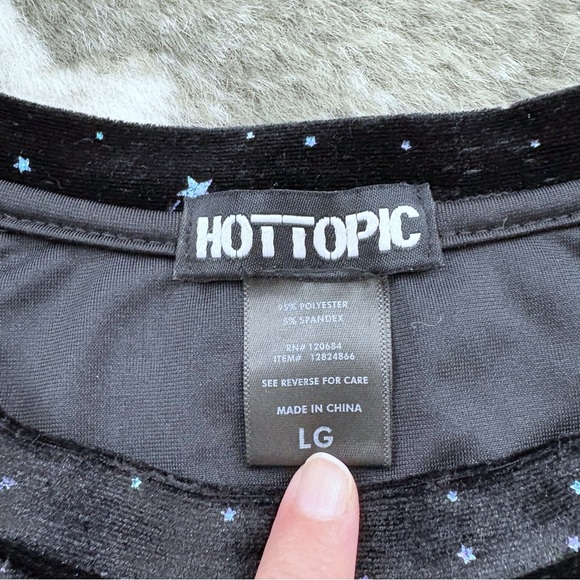 HOTTOPIC
95% POLYESTER
5% SPANDEX
RN# 120684
ITEM# 12824866
SEE REVERSE FOR CARE
MADE IN CHINA
LG